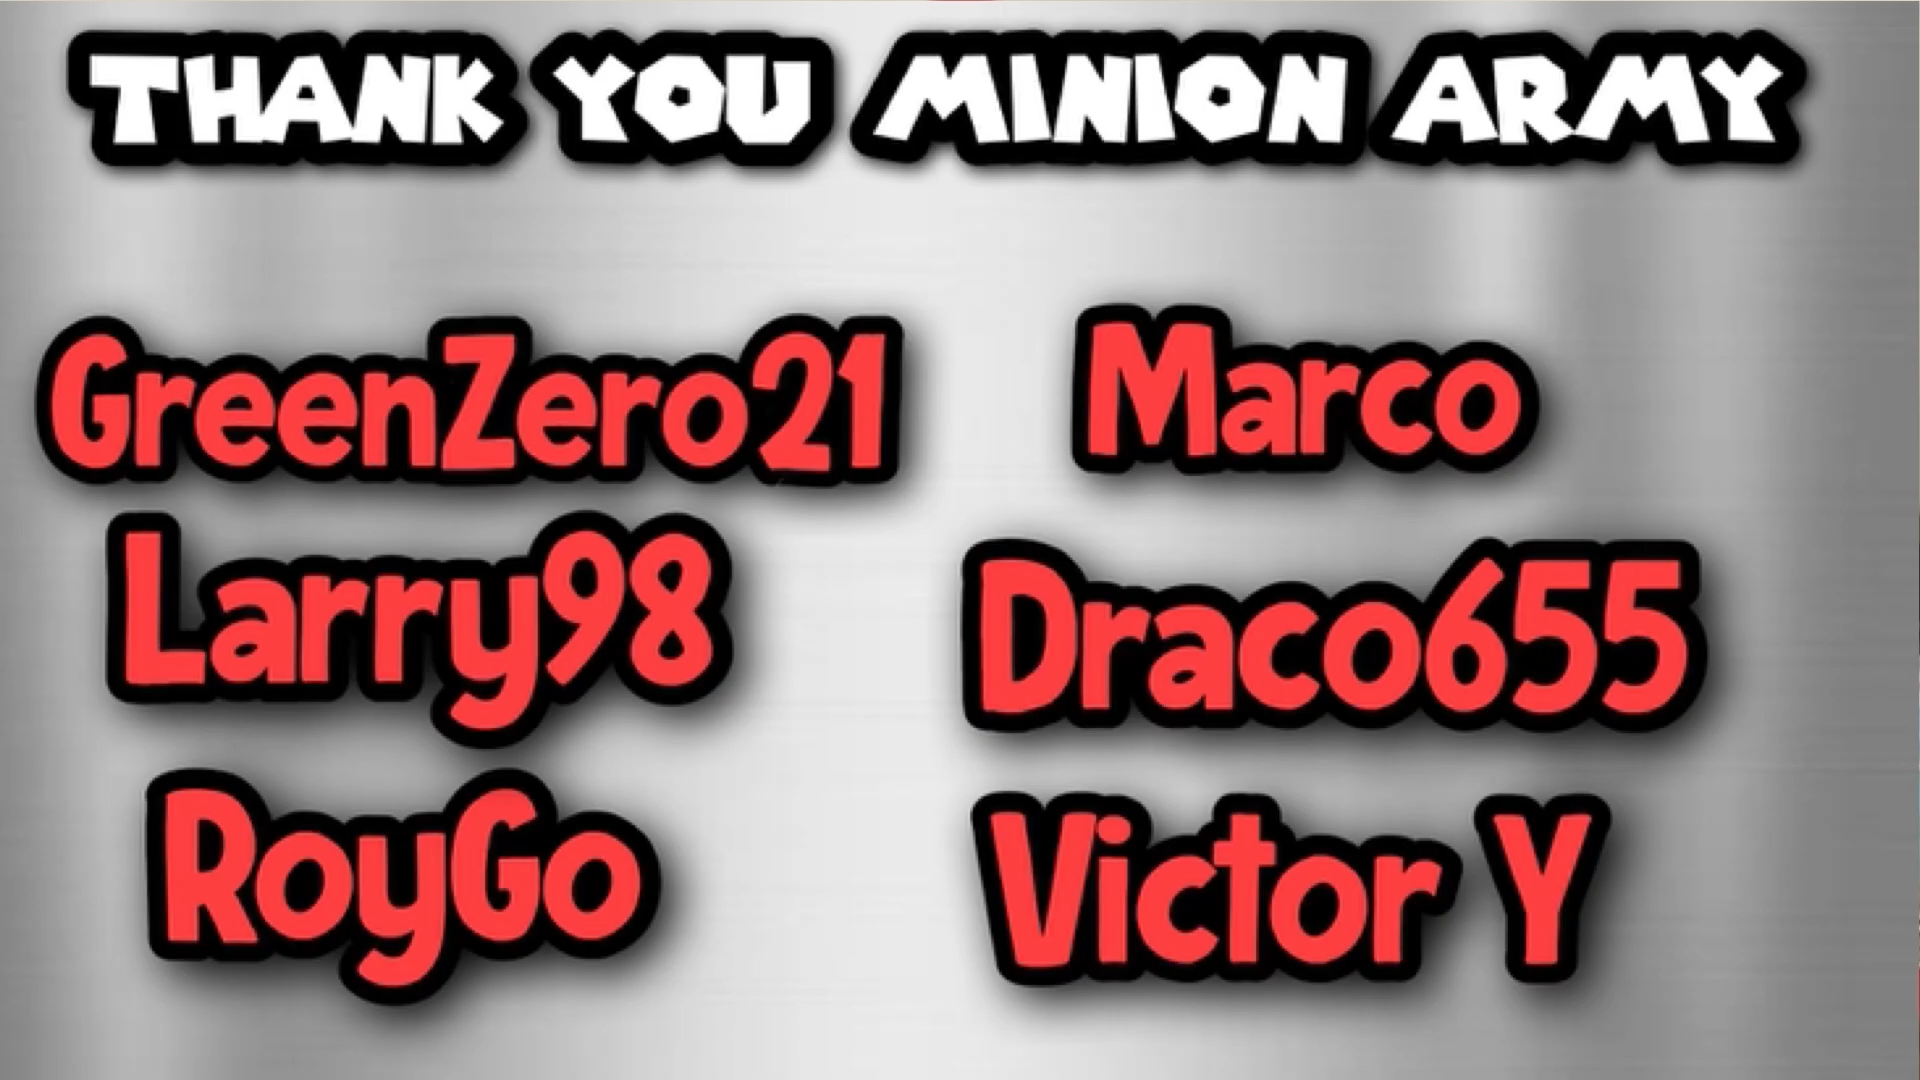 THANK YOU MINION ARMY
GreenZero21
Marco
Larry98
Draco655
RoyGo
Victor Y